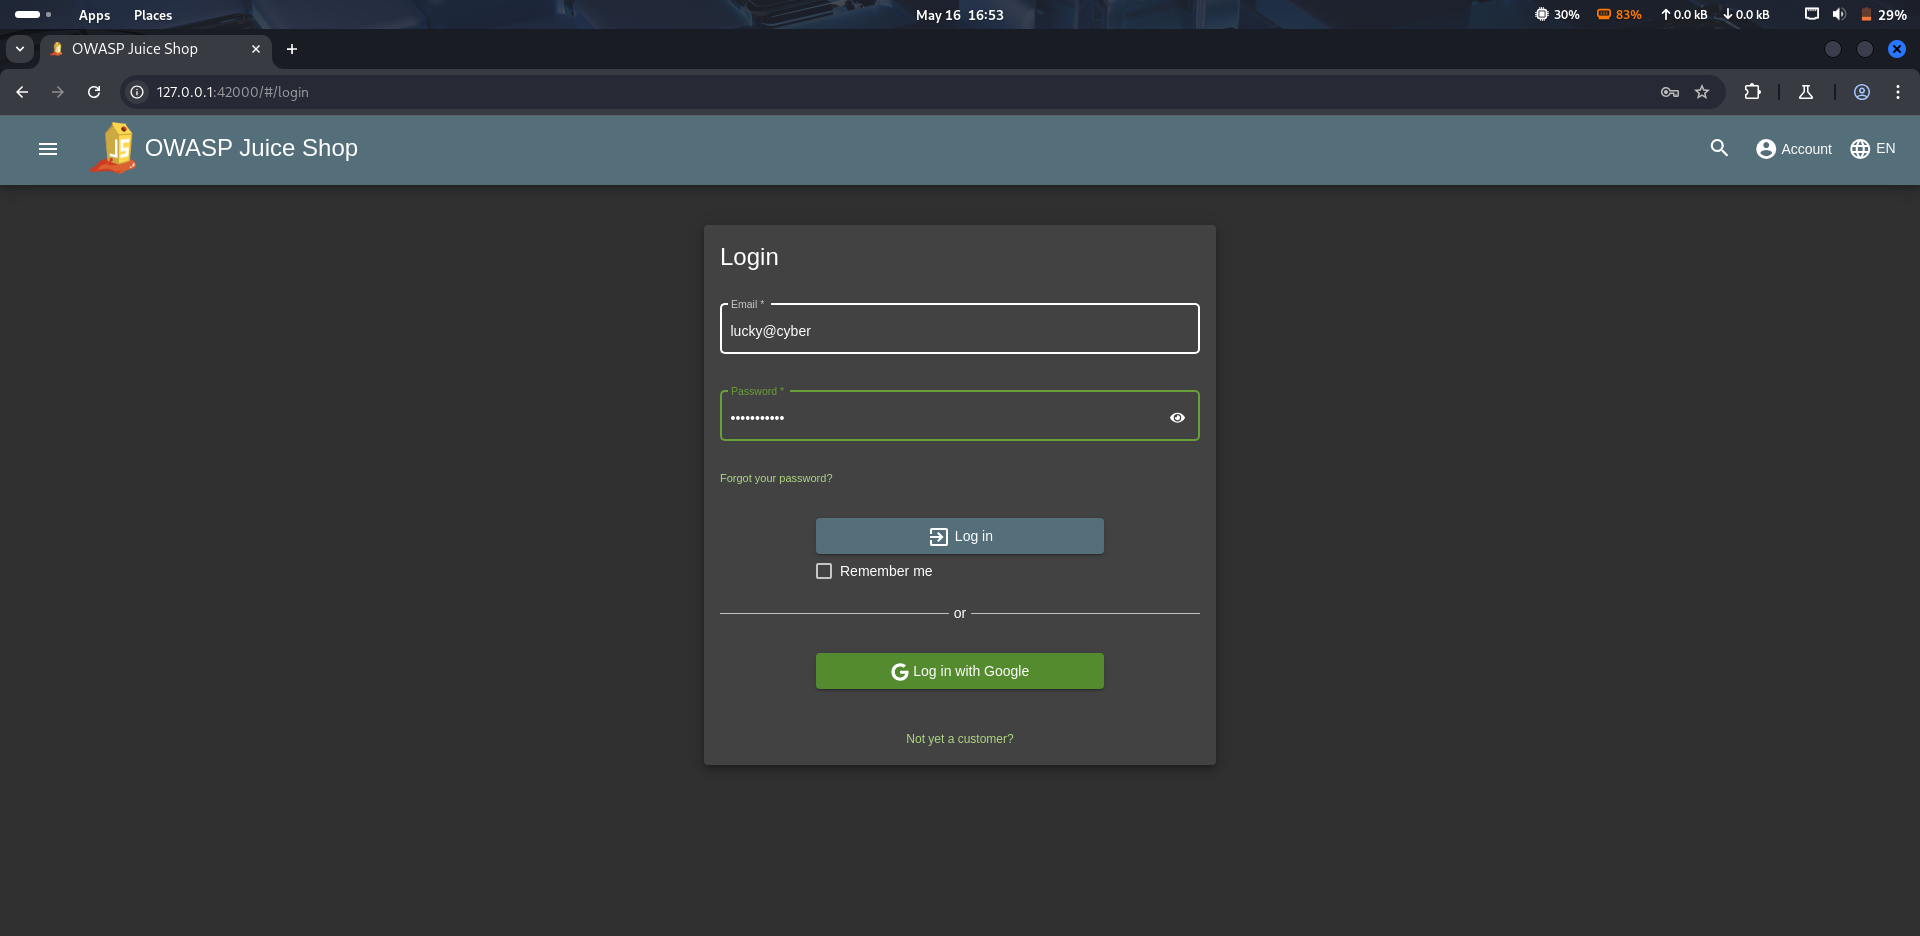 Apps Places May 16 16:53 30% 83% 0.0 kB 0.0 kB 29%
OWASP Juice Shop
127.0.0.1:42000/#/login
JS OWASP Juice Shop Account EN
Login
Email *
lucky@cyber
Password *
•••••••••••
Forgot your password?
Log in
Remember me
or
G Log in with Google
Not yet a customer?